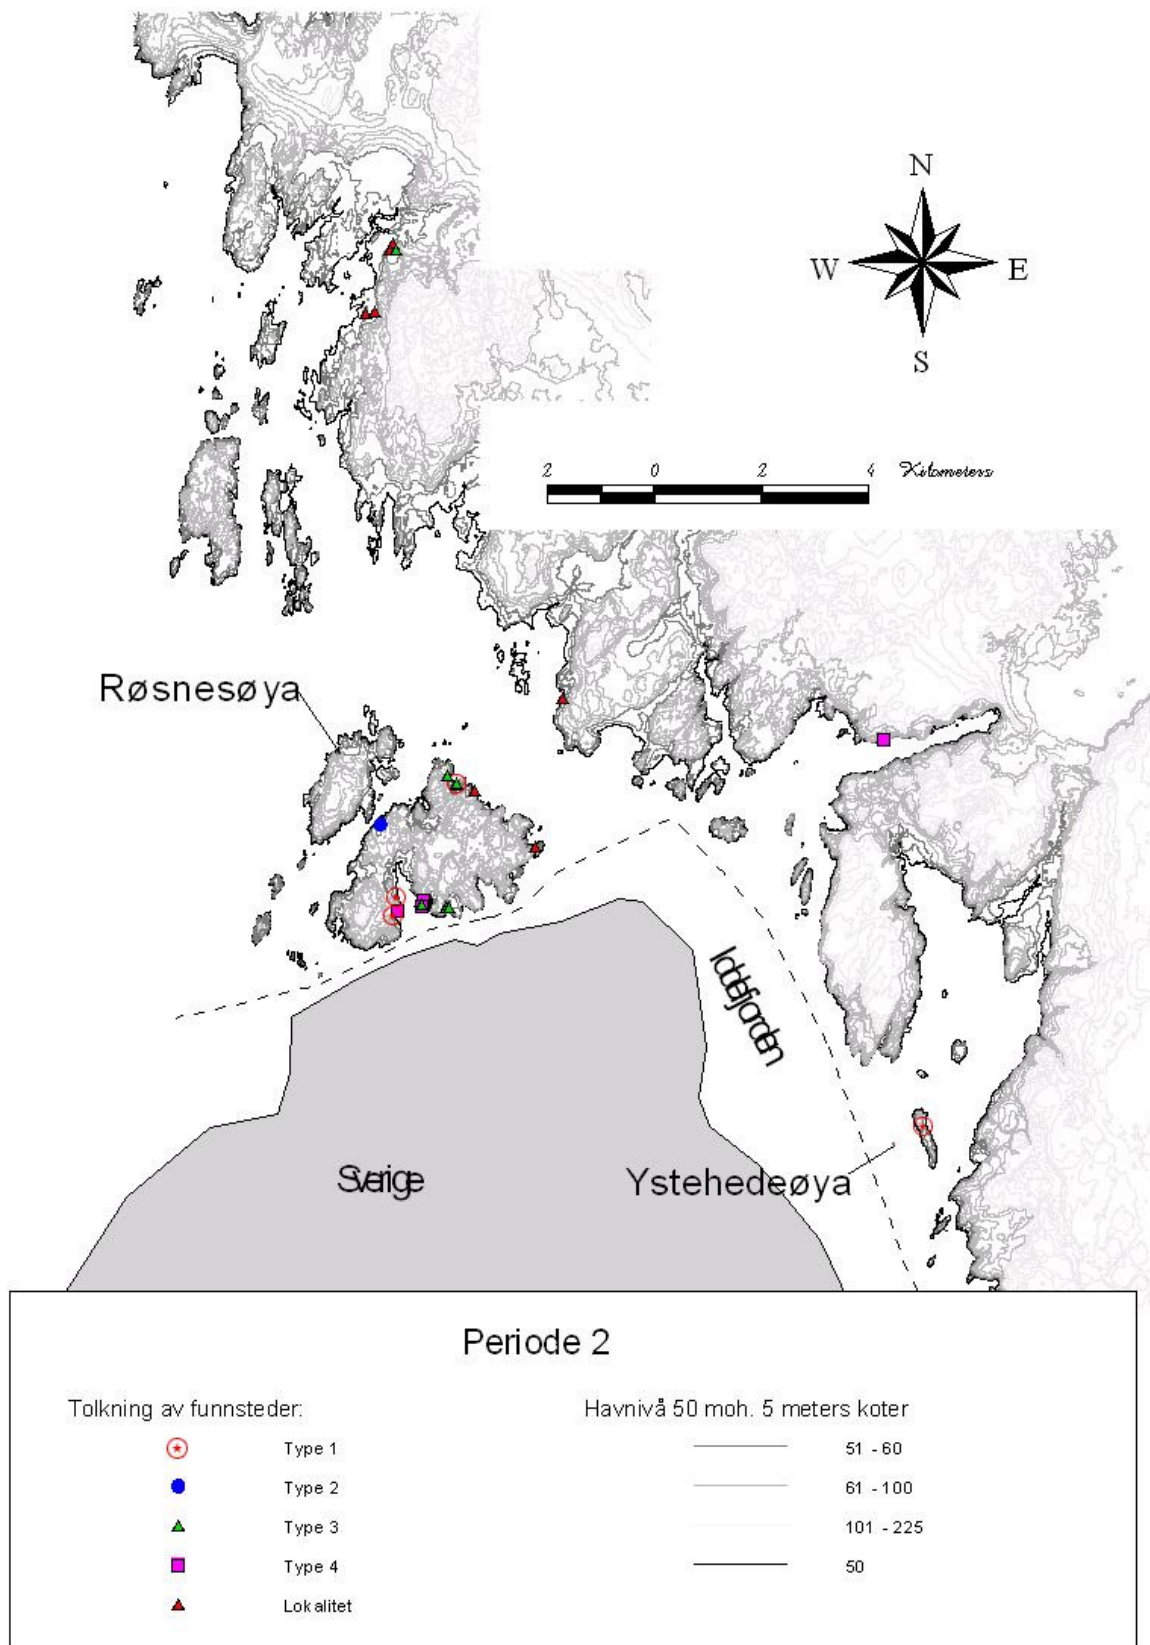 N
W E
S
2 0 2 4 Kilometers
Røsnesøya
Iddefjorden
Sverige
Ystehedeøya
Periode 2
Tolkning av funnsteder:
Type 1
Type 2
Type 3
Type 4
Lokalitet
Havnivå 50 moh. 5 meters koter
51 - 60
61 - 100
101 - 225
50